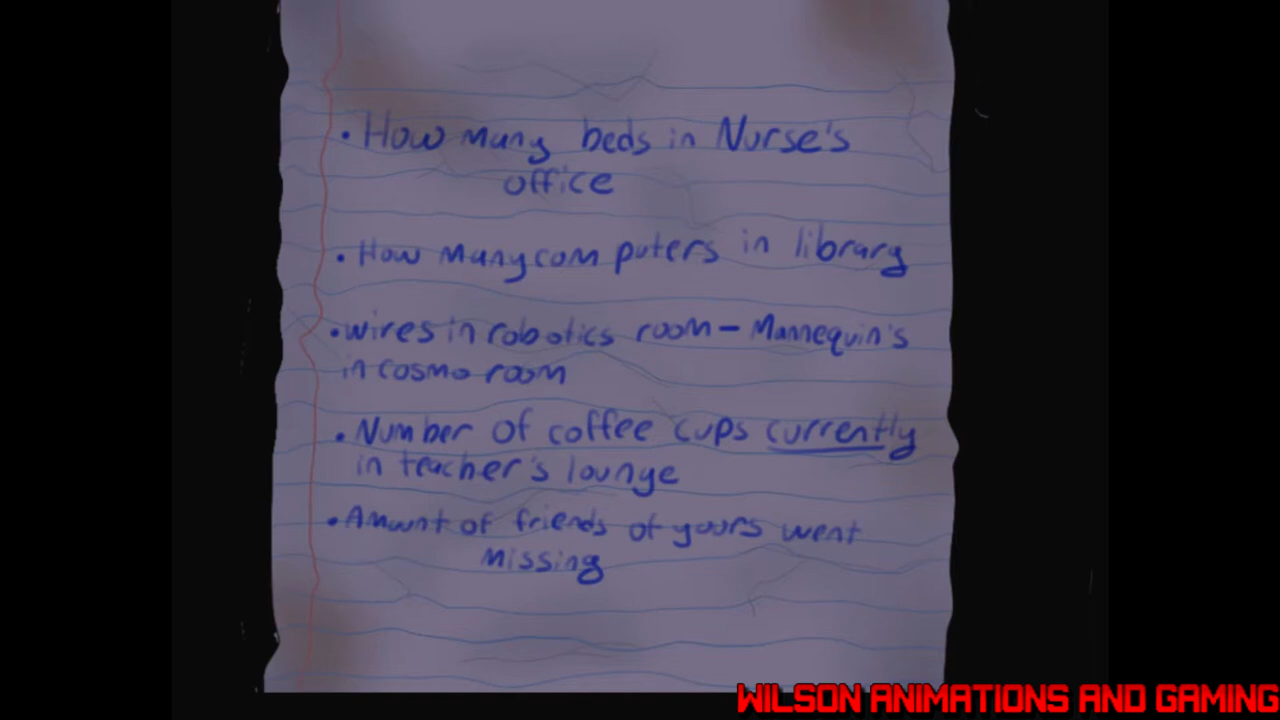 • How many beds in Nurse's
office
• How many computers in library
• wires in robotics room - Mannequin's
in cosmo room
• Number of coffee cups currently
in teacher's lounge
• Amount of friends of yours went
missing
WILSON ANIMATIONS AND GAMING